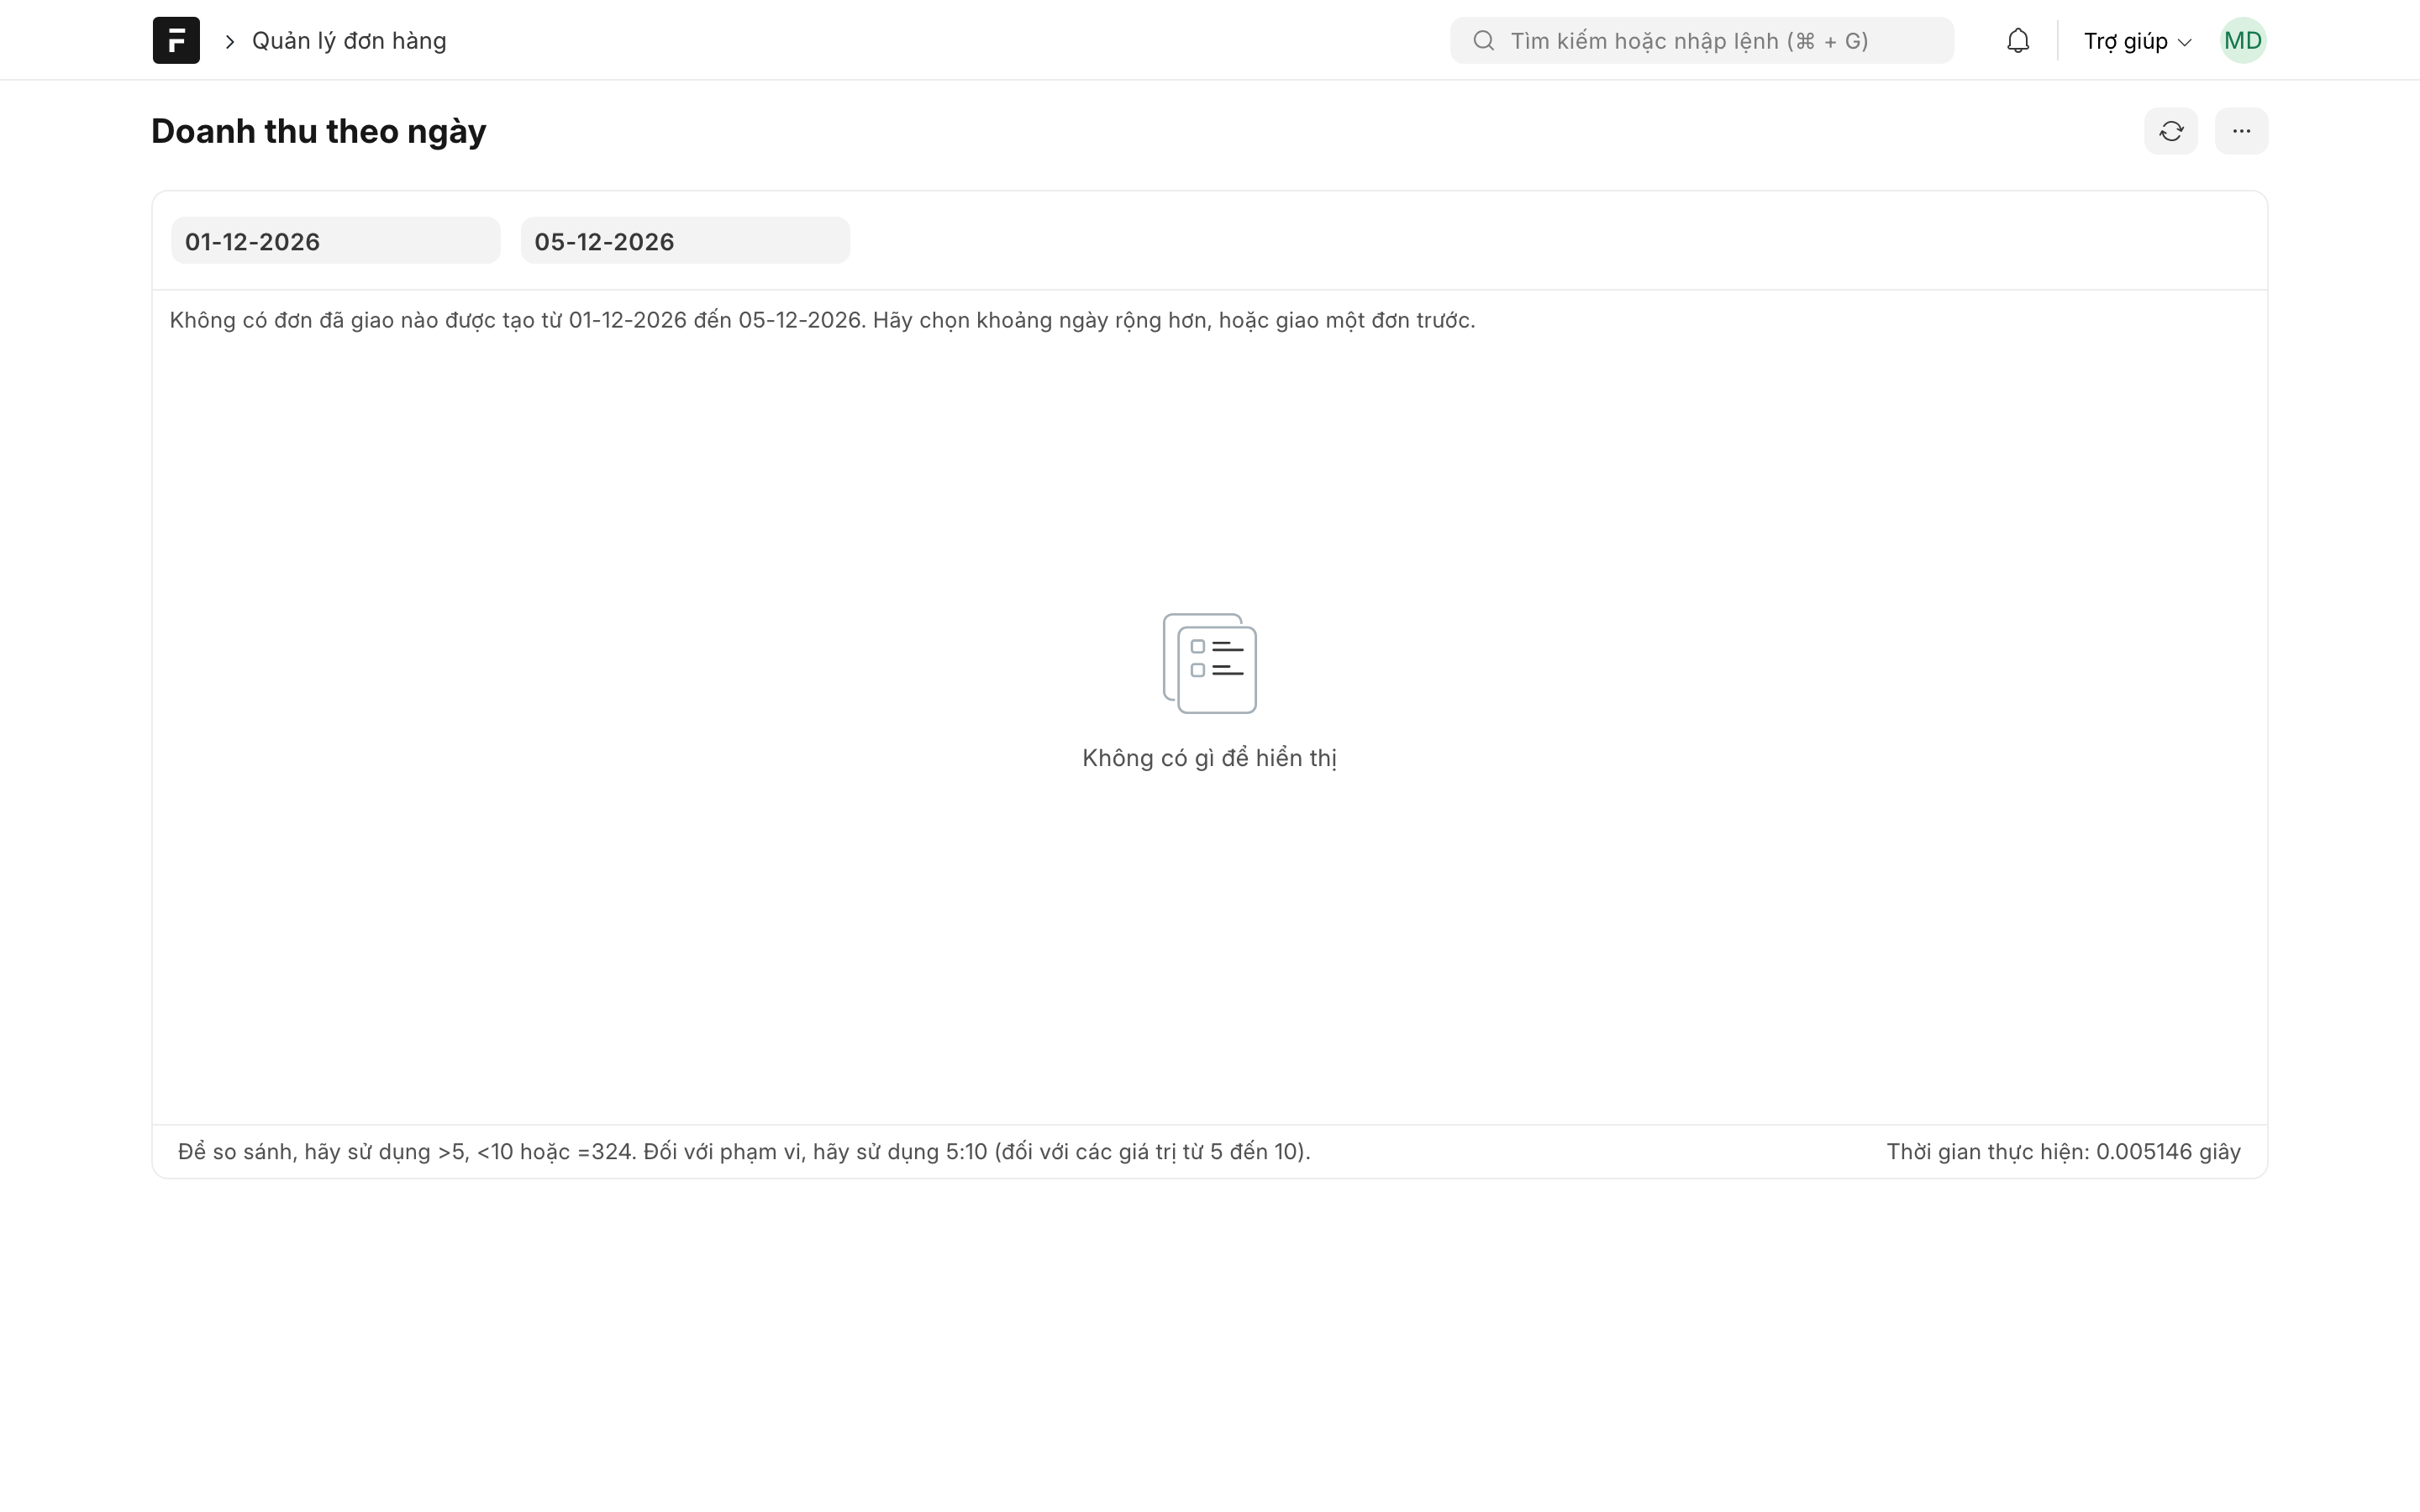 Quản lý đơn hàng
Tìm kiếm hoặc nhập lệnh (⌘ + G)
Trợ giúp
MD
Doanh thu theo ngày
01-12-2026
05-12-2026
Không có đơn đã giao nào được tạo từ 01-12-2026 đến 05-12-2026. Hãy chọn khoảng ngày rộng hơn, hoặc giao một đơn trước.
Không có gì để hiển thị
Để so sánh, hãy sử dụng >5, <10 hoặc =324. Đối với phạm vi, hãy sử dụng 5:10 (đối với các giá trị từ 5 đến 10).
Thời gian thực hiện: 0.005146 giây